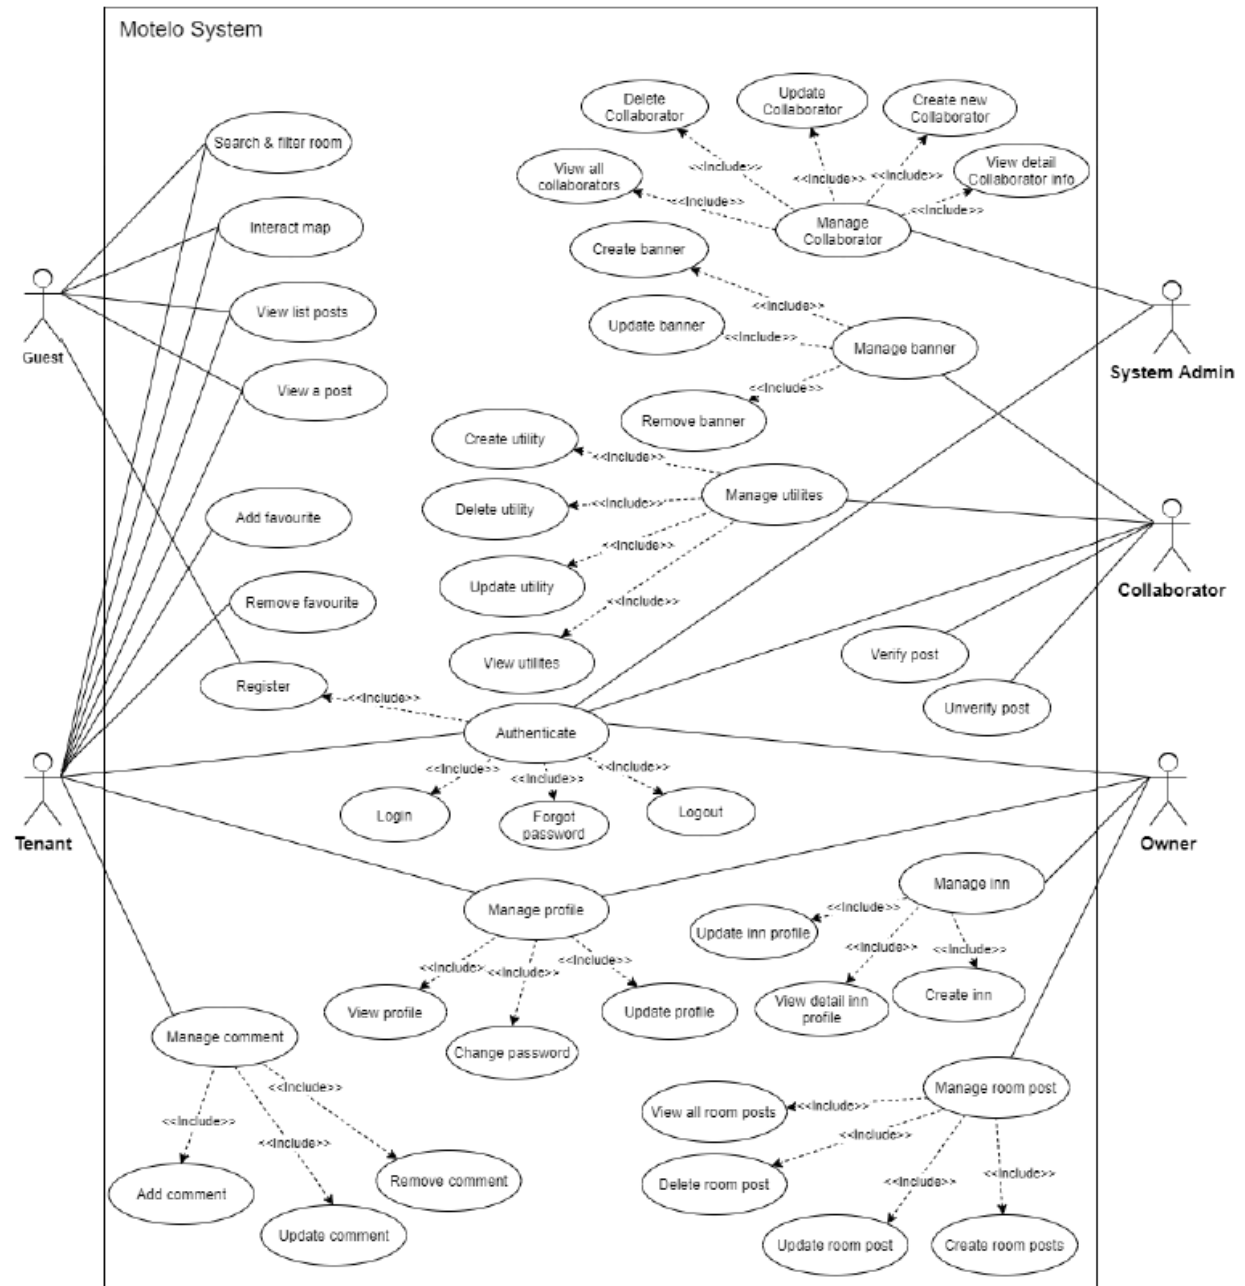 Motelo System
Delete
Collaborator
Update
Collaborator
Create new
Collaborator
Search & filter room
View all
collaborators
<<Include>>
<<Include>>
<<Include>>
<<Include>>
<<Include>>
View detail
Collaborator info
Interact map
Manage
Collaborator
Create banner
Guest
View list posts
Update banner
<<Include>>
<<Include>>
<<Include>>
Manage banner
System Admin
View a post
Remove banner
Create utility
<<Include>>
Manage utilites
Add favourite
Delete utility
<<Include>>
<<Include>>
Update utility
Collaborator
Remove favourite
<<Include>>
View utilites
Verify post
Register
<<Include>>
Unverify post
Authenticate
<<Include>>
<<Include>>
<<Include>>
Tenant
Login
Forgot
password
Logout
Owner
Manage profile
Manage inn
<<Include>>
<<Include>>
<<Include>>
Update inn profile
<<Include>>
<<Include>>
<<Include>>
View profile
Change password
Update profile
View detail inn
profile
Create inn
Manage comment
<<Include>>
<<Include>>
<<Include>>
Add comment
Update comment
Remove comment
Manage room post
View all room posts
<<Include>>
<<Include>>
<<Include>>
<<Include>>
Delete room post
Update room post
Create room posts